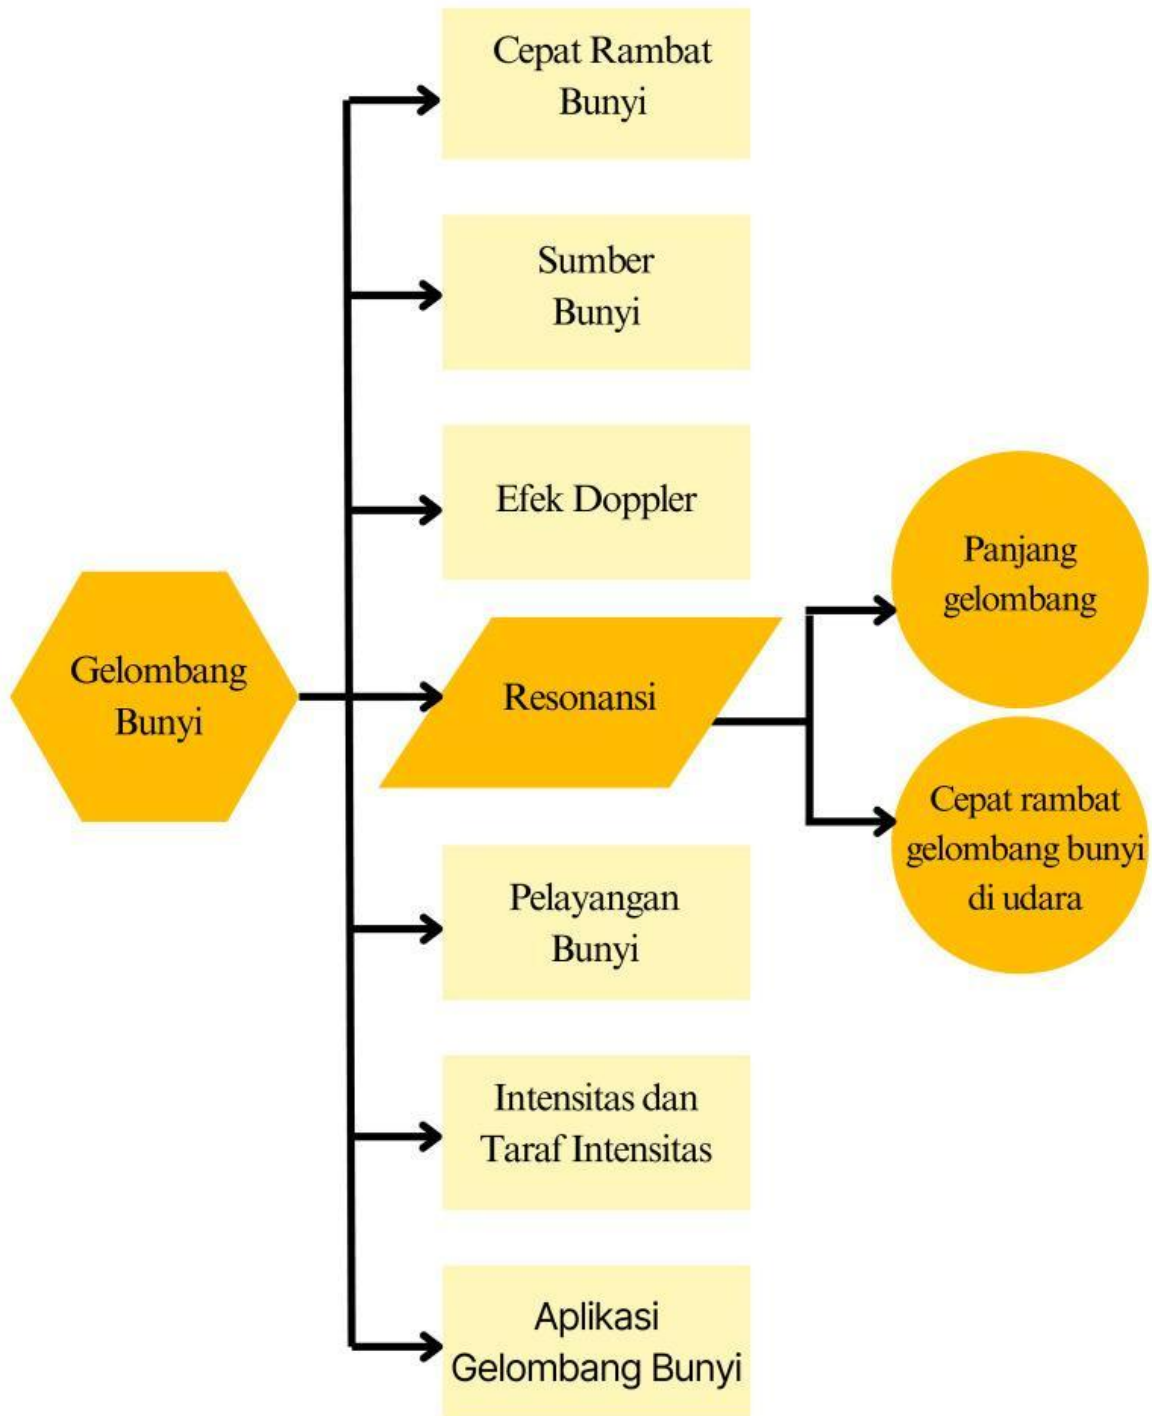 Cepat Rambat
Bunyi
Sumber
Bunyi
Efek Doppler
Gelombang
Bunyi
Resonansi
Panjang
gelombang
Cepat rambat
gelombang bunyi
di udara
Pelayangan
Bunyi
Intensitas dan
Taraf Intensitas
Aplikasi
Gelombang Bunyi